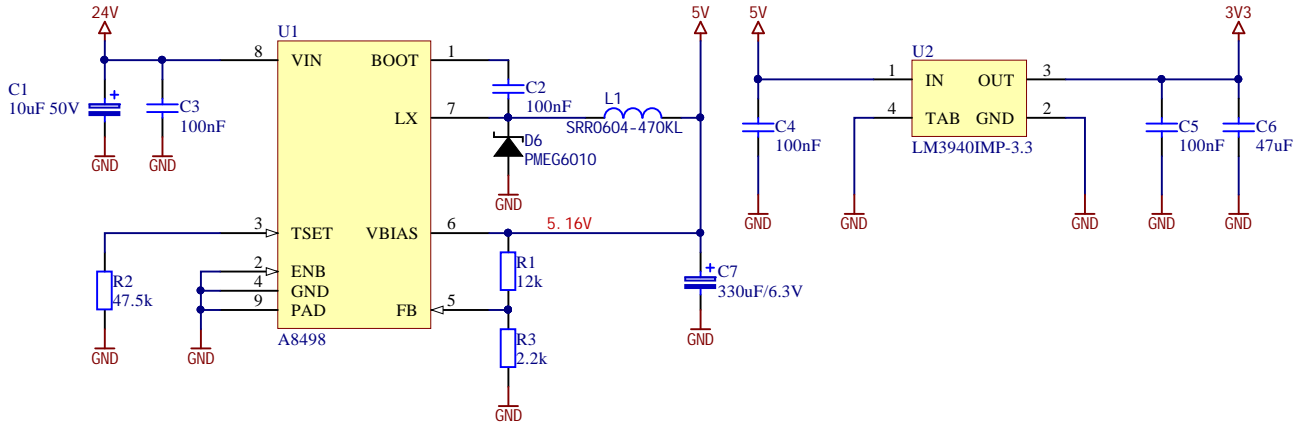 24V
5V
5V
3V3
U1
U2
8
VIN
BOOT
1
C1
10uF 50V
C3
100nF
C2
100nF
LX
7
L1
SRR0604-470KL
D6
PMEG6010
GND
GND
GND
1
IN
OUT
3
4
TAB
GND
2
LM3940IMP-3.3
C4
100nF
C5
100nF
C6
47uF
GND
GND
GND
GND
GND
3
TSET
VBIAS
6
5.16V
2
ENB
4
GND
9
PAD
FB
5
R2
47.5k
R1
12k
C7
330uF/6.3V
R3
2.2k
A8498
GND
GND
GND
GND